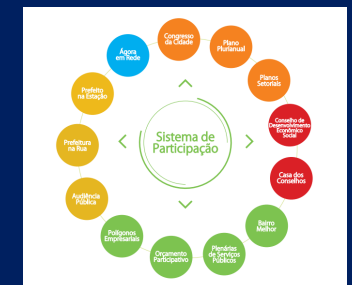 Congresso
da Cidade
Plano
Plurianual
Planos
Setoriais
Conselho de
Desenvolvimento
Econômico
Social
Casa dos
Conselhos
Bairro
Melhor
Plenárias
de Serviços
Públicos
Orçamento
Participativo
Polígonos
Empresariais
Audiência
Pública
Prefeitura
na Rua
Prefeito
na Estação
Ágora
em Rede
Sistema de
Participação